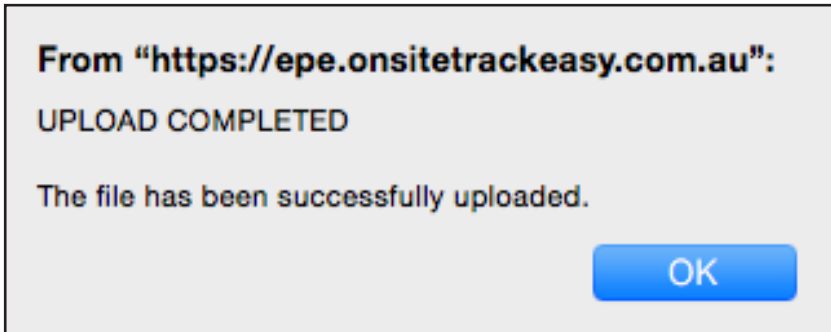 From “https://epe.onsitetrackeasy.com.au”:
UPLOAD COMPLETED
The file has been successfully uploaded.
OK